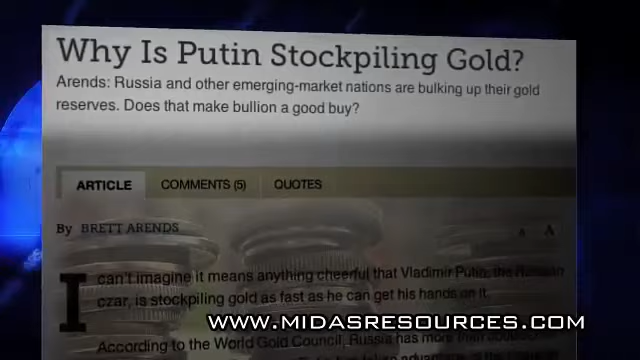 Why Is Putin Stockpiling Gold?
Arends: Russia and other emerging-market nations are bulking up their gold
reserves. Does that make bullion a good buy?
ARTICLE COMMENTS (5) QUOTES
By BRETT ARENDS
A A
I can't imagine it means anything cheerful that Vladimir Putin, the Russian
czar, is stockpiling gold as fast as he can get his hands on it.
WWW.MIDASRESOURCES.COM
According to the World Gold Council, Russia has more than